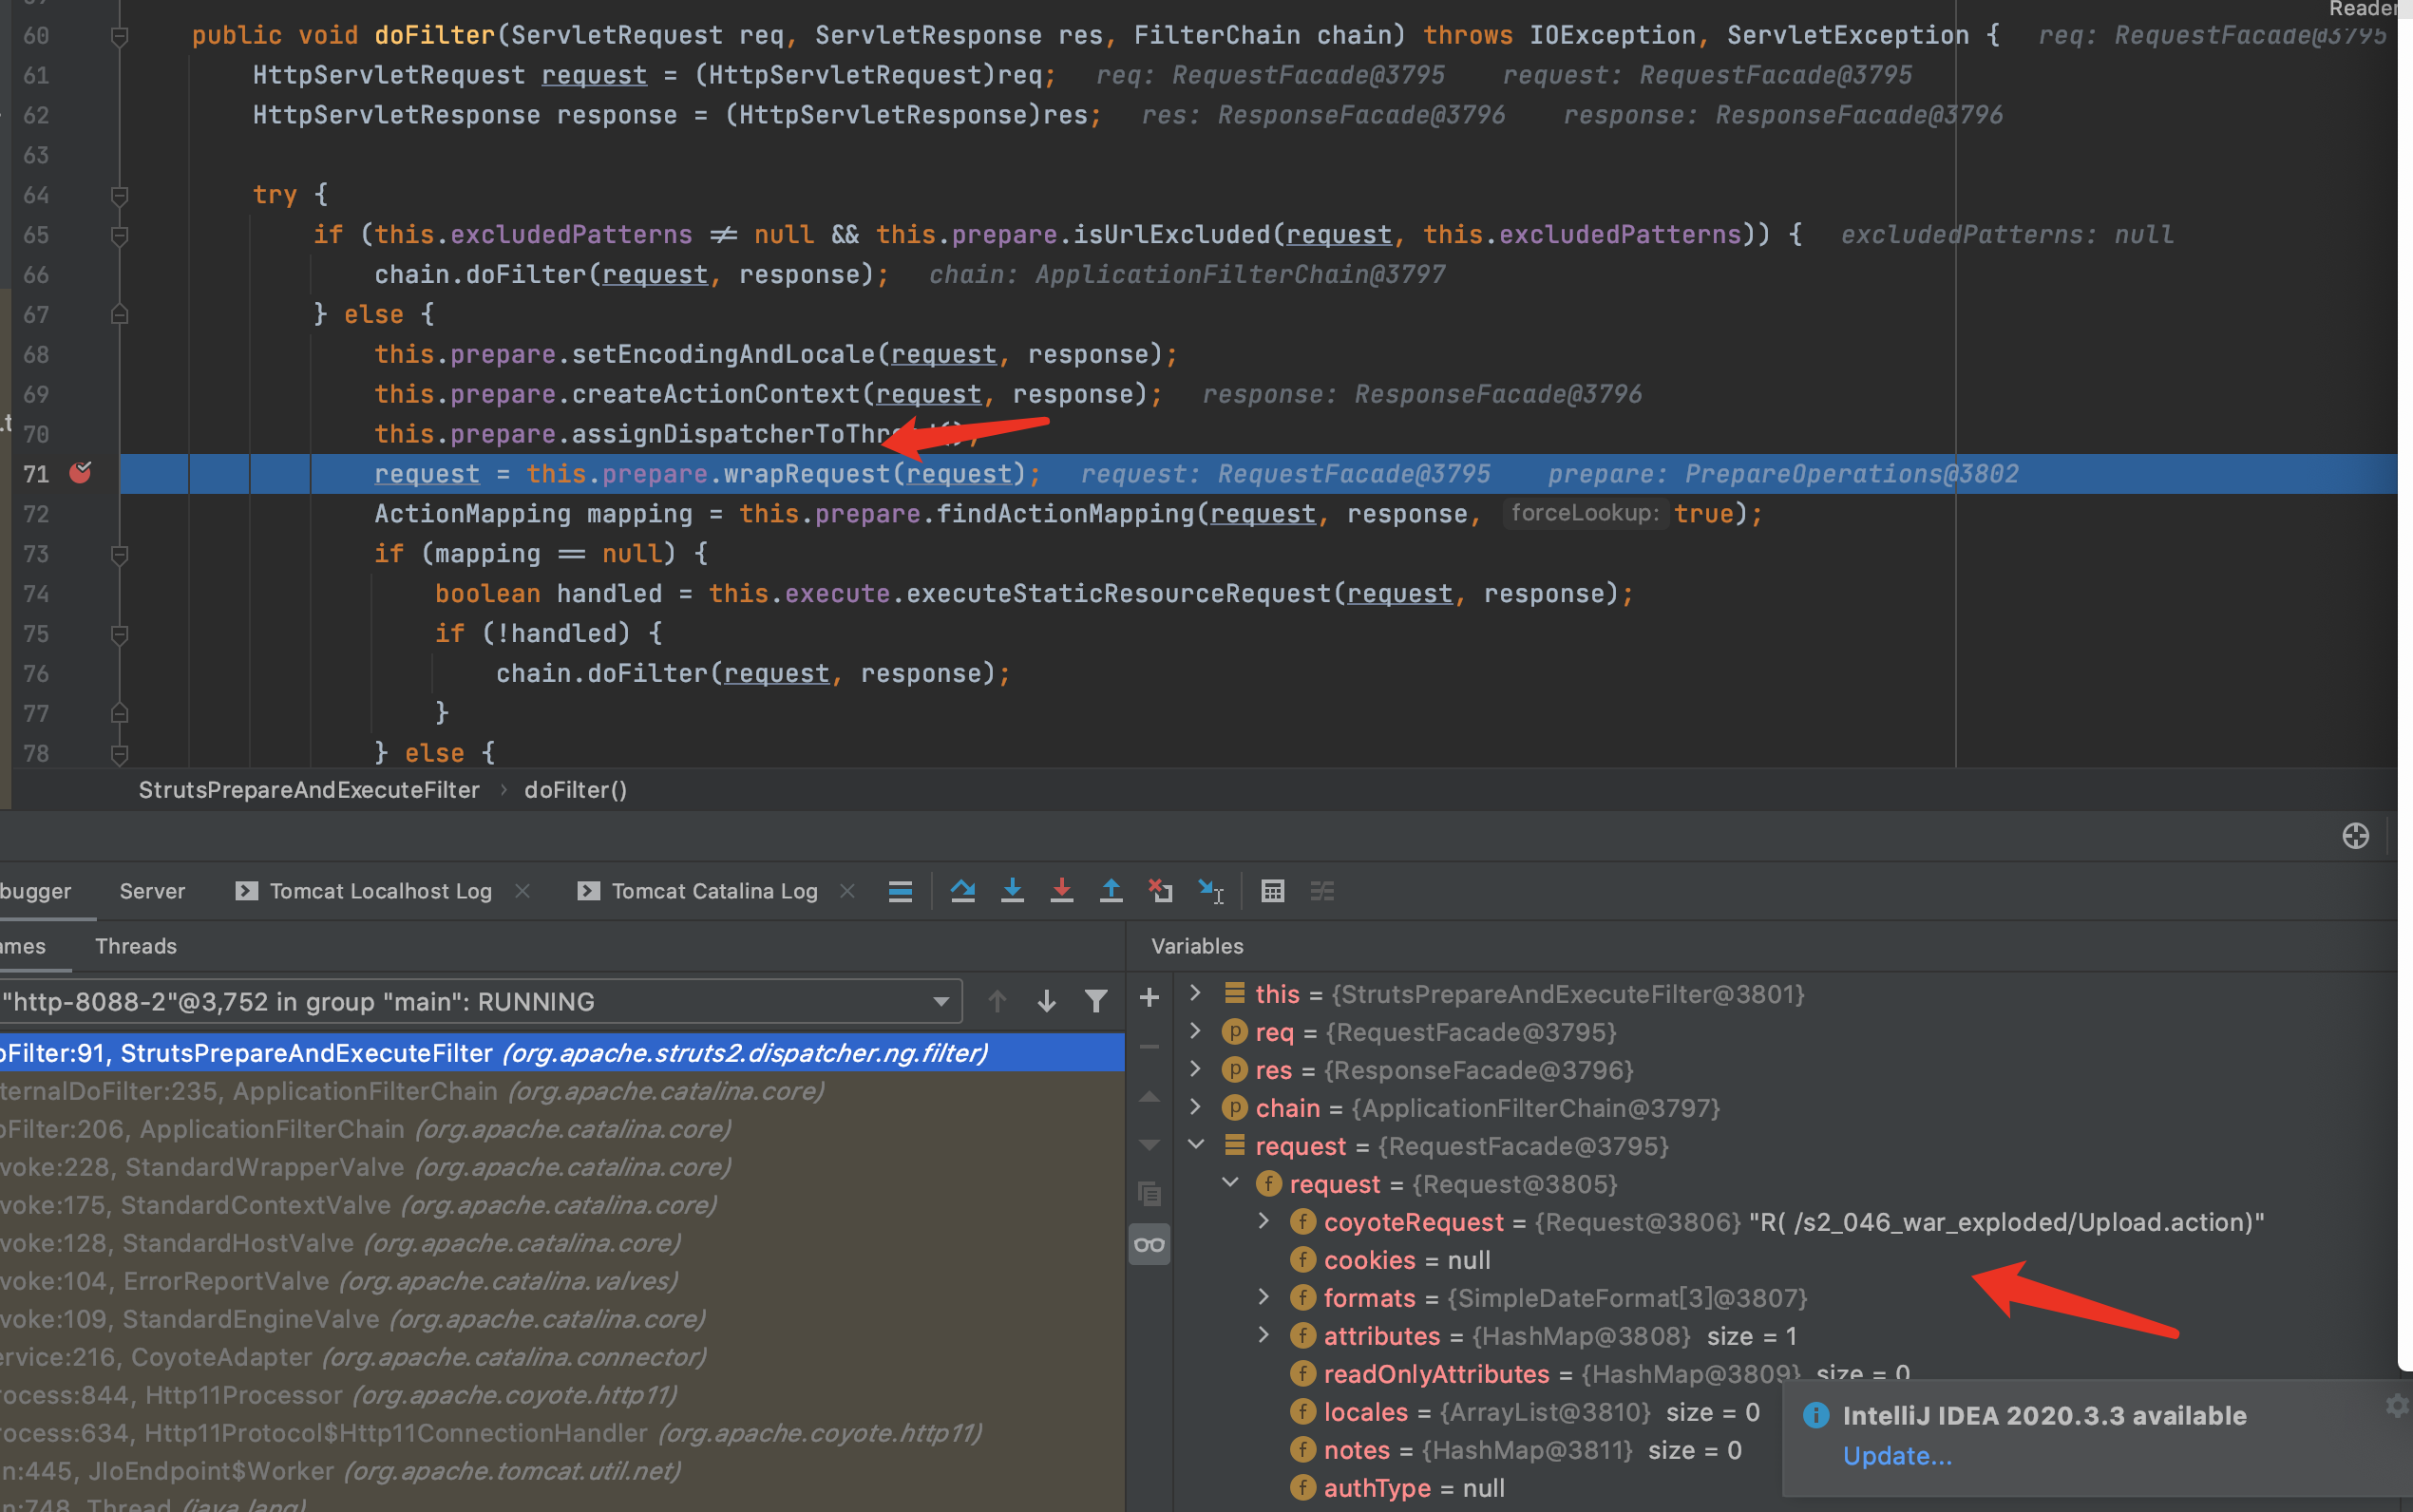 Reader
60 public void doFilter(ServletRequest req, ServletResponse res, FilterChain chain) throws IOException, ServletException { req: RequestFacade@3795
61 HttpServletRequest request = (HttpServletRequest)req; req: RequestFacade@3795 request: RequestFacade@3795
62 HttpServletResponse response = (HttpServletResponse)res; res: ResponseFacade@3796 response: ResponseFacade@3796
63
64 try {
65 if (this.excludedPatterns ≠ null && this.prepare.isUrlExcluded(request, this.excludedPatterns)) { excludedPatterns: null
66 chain.doFilter(request, response); chain: ApplicationFilterChain@3797
67 } else {
68 this.prepare.setEncodingAndLocale(request, response);
69 this.prepare.createActionContext(request, response); response: ResponseFacade@3796
.t 70 this.prepare.assignDispatcherToThr d();
71 request = this.prepare.wrapRequest(request); request: RequestFacade@3795 prepare: PrepareOperations@3802
72 ActionMapping mapping = this.prepare.findActionMapping(request, response, forceLookup: true);
73 if (mapping == null) {
74 boolean handled = this.execute.executeStaticResourceRequest(request, response);
75 if (!handled) {
76 chain.doFilter(request, response);
77 }
78 } else {
StrutsPrepareAndExecuteFilter › doFilter()
bugger Server Tomcat Localhost Log × Tomcat Catalina Log ×
ames Threads
"http-8088-2"@3,752 in group "main": RUNNING
oFilter:91, StrutsPrepareAndExecuteFilter (org.apache.struts2.dispatcher.ng.filter)
ternalDoFilter:235, ApplicationFilterChain (org.apache.catalina.core)
oFilter:206, ApplicationFilterChain (org.apache.catalina.core)
voke:228, StandardWrapperValve (org.apache.catalina.core)
voke:175, StandardContextValve (org.apache.catalina.core)
voke:128, StandardHostValve (org.apache.catalina.core)
voke:104, ErrorReportValve (org.apache.catalina.valves)
voke:109, StandardEngineValve (org.apache.catalina.core)
ervice:216, CoyoteAdapter (org.apache.catalina.connector)
rocess:844, Http11Processor (org.apache.coyote.http11)
rocess:634, Http11Protocol$Http11ConnectionHandler (org.apache.coyote.http11)
n:445, JIoEndpoint$Worker (org.apache.tomcat.util.net)
n:748, Thread (java.lang)
Variables
this = {StrutsPrepareAndExecuteFilter@3801}
p req = {RequestFacade@3795}
p res = {ResponseFacade@3796}
p chain = {ApplicationFilterChain@3797}
request = {RequestFacade@3795}
f request = {Request@3805}
f coyoteRequest = {Request@3806} "R( /s2_046_war_exploded/Upload.action)"
f cookies = null
f formats = {SimpleDateFormat[3]@3807}
f attributes = {HashMap@3808} size = 1
f readOnlyAttributes = {HashMap@3809} size = 0
f locales = {ArrayList@3810} size = 0
f notes = {HashMap@3811} size = 0
f authType = null
IntelliJ IDEA 2020.3.3 available
Update...